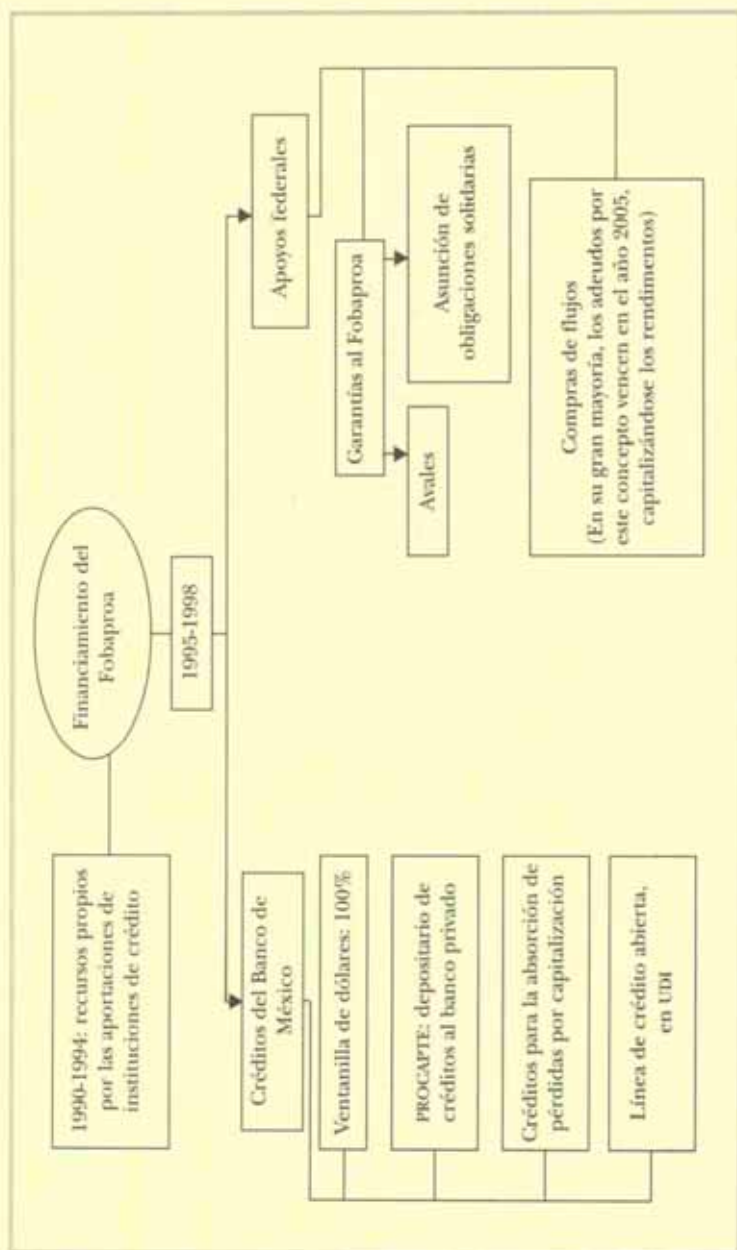 Financiamiento del
Fobaproa
1990-1994: recursos propios
por las aportaciones de
instituciones de crédito
1995-1998
Créditos del Banco de
México
Ventanilla de dólares: 100%
PROCAPTE: depositario de
créditos al banco privado
Créditos para la absorción de
pérdidas por capitalización
Línea de crédito abierta,
en UDI
Apoyos federales
Garantías al Fobaproa
Avales
Asunción de
obligaciones solidarias
Compras de flujos
(En su gran mayoría, los adeudos por
este concepto vencen en el año 2005,
capitalizándose los rendimientos)